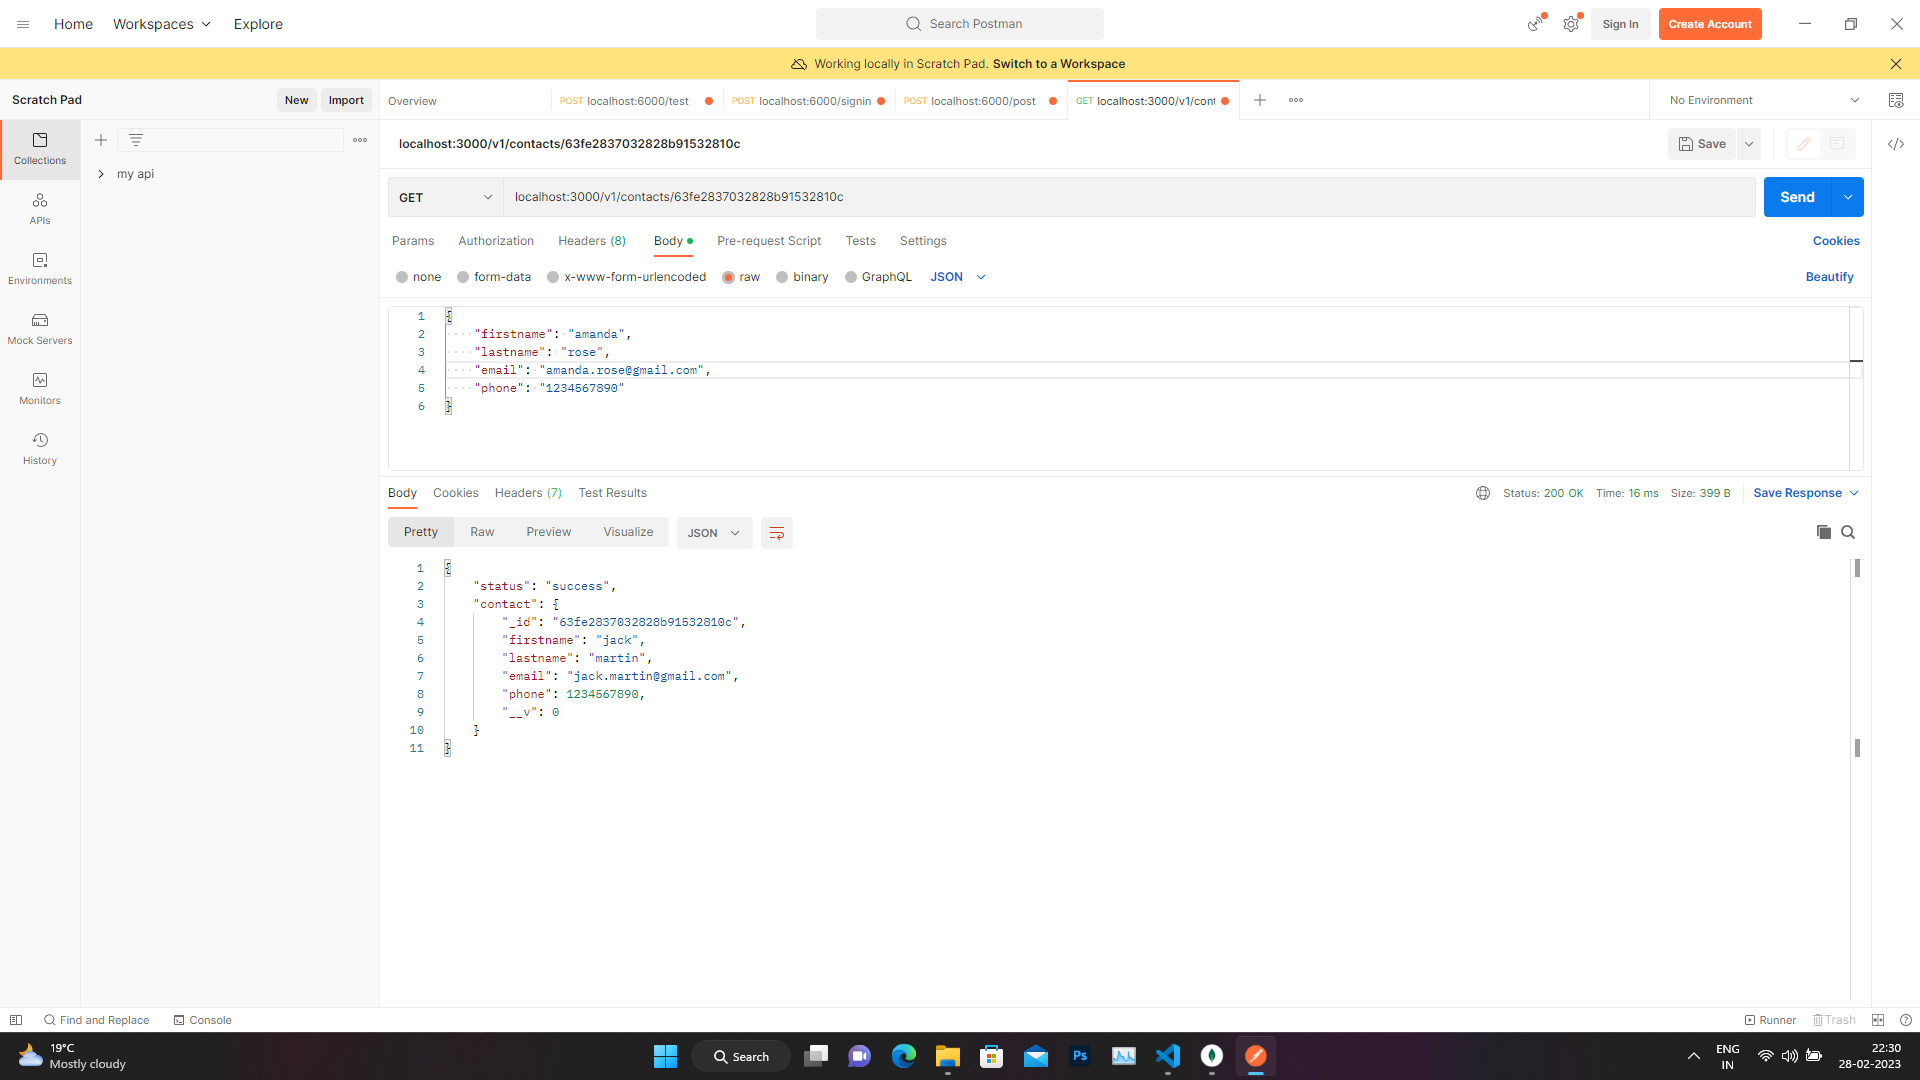 Home Workspaces Explore Search Postman Sign In Create Account
Working locally in Scratch Pad. Switch to a Workspace
Scratch Pad New Import Overview POST localhost:6000/test POST localhost:6000/signin POST localhost:6000/post GET localhost:3000/v1/cont No Environment
Collections
my api
APIs
Environments
Mock Servers
Monitors
History
localhost:3000/v1/contacts/63fe2837032828b91532810c Save
GET localhost:3000/v1/contacts/63fe2837032828b91532810c Send
Params Authorization Headers (8) Body Pre-request Script Tests Settings Cookies
none form-data x-www-form-urlencoded raw binary GraphQL JSON Beautify
1 {
2 "firstname": "amanda",
3 "lastname": "rose",
4 "email": "amanda.rose@gmail.com",
5 "phone": "1234567890"
6 }
Body Cookies Headers (7) Test Results Status: 200 OK Time: 16 ms Size: 399 B Save Response
Pretty Raw Preview Visualize JSON
1 {
2 "status": "success",
3 "contact": {
4 "_id": "63fe2837032828b91532810c",
5 "firstname": "jack",
6 "lastname": "martin",
7 "email": "jack.martin@gmail.com",
8 "phone": 1234567890,
9 "__v": 0
10 }
11 }
Find and Replace Console Runner Trash
19°C
Mostly cloudy
Search
Ps
ENG
IN
22:30
28-02-2023